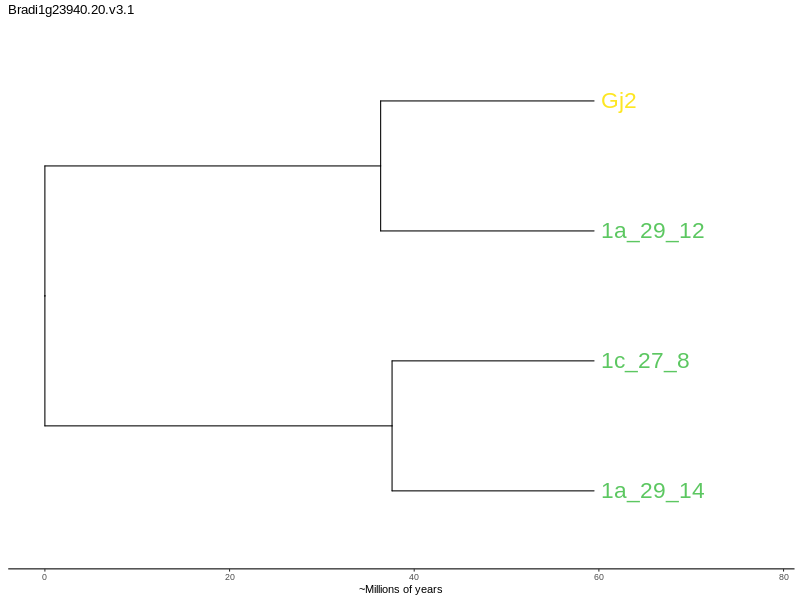 Bradi1g23940.20.v3.1
Gj2
1a_29_12
1c_27_8
1a_29_14
0 20 40 60 80
~Millions of years